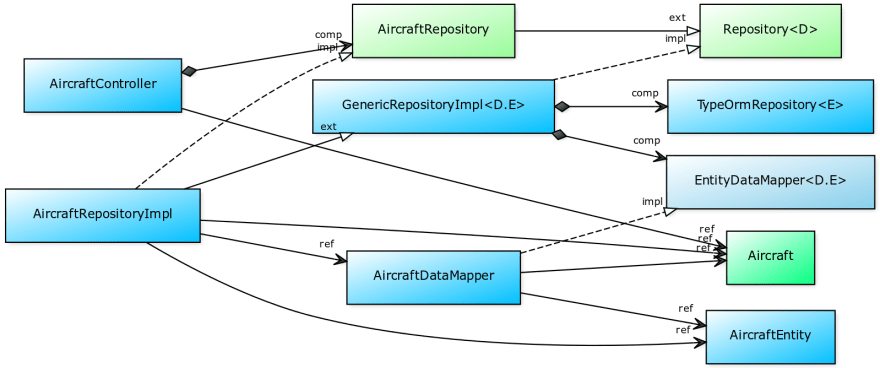 AircraftRepository
ext
Repository<D>
comp
impl
impl
AircraftController
GenericRepositoryImpl<D.E>
comp
TypeOrmRepository<E>
ext
comp
EntityDataMapper<D.E>
AircraftRepositoryImpl
impl
ref
ref
ref
ref
Aircraft
AircraftDataMapper
ref
ref
AircraftEntity